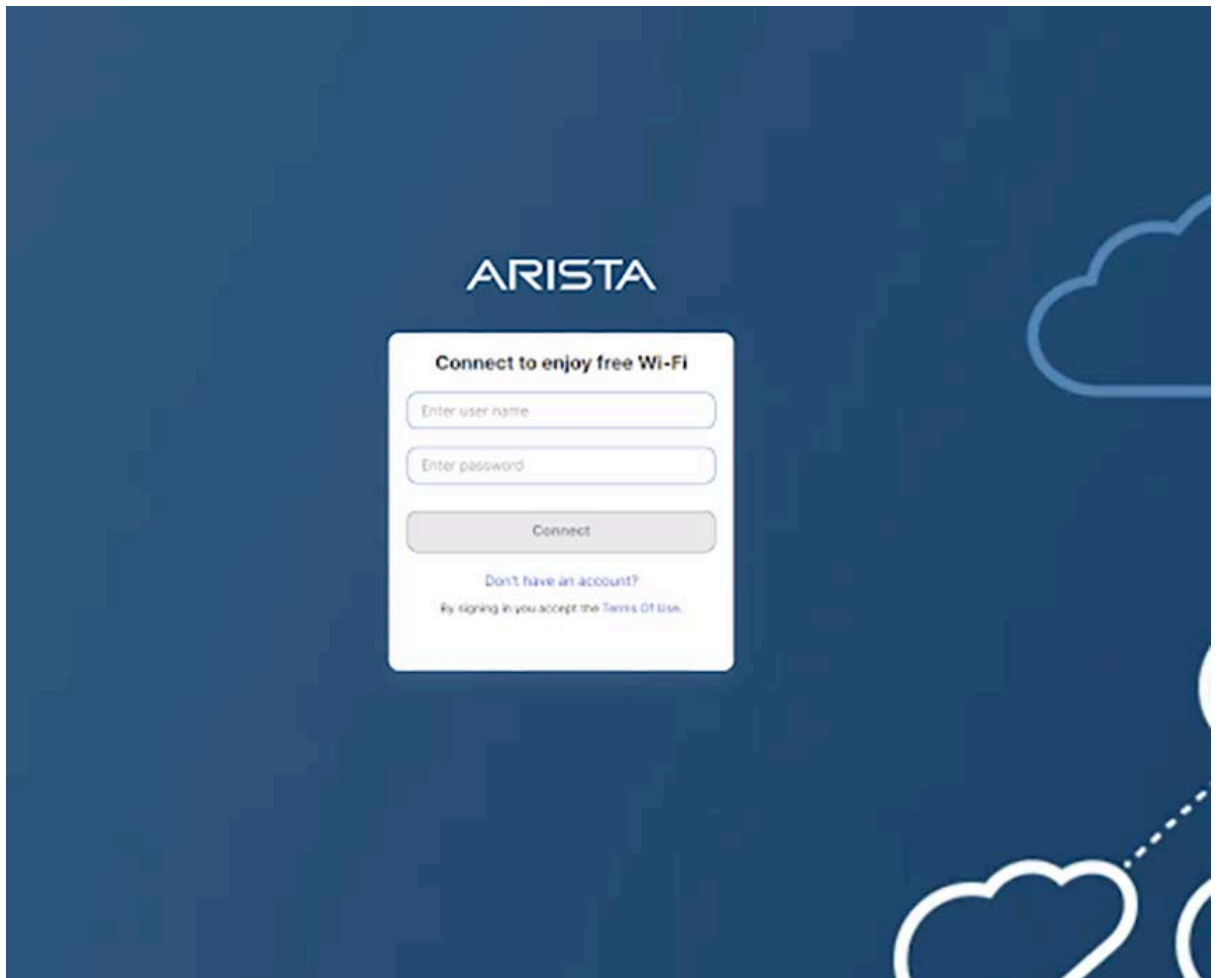 ARISTA
Connect to enjoy free Wi-Fi
Enter user name
Enter password
Connect
Don't have an account?
By signing in you accept the Terms Of Use.